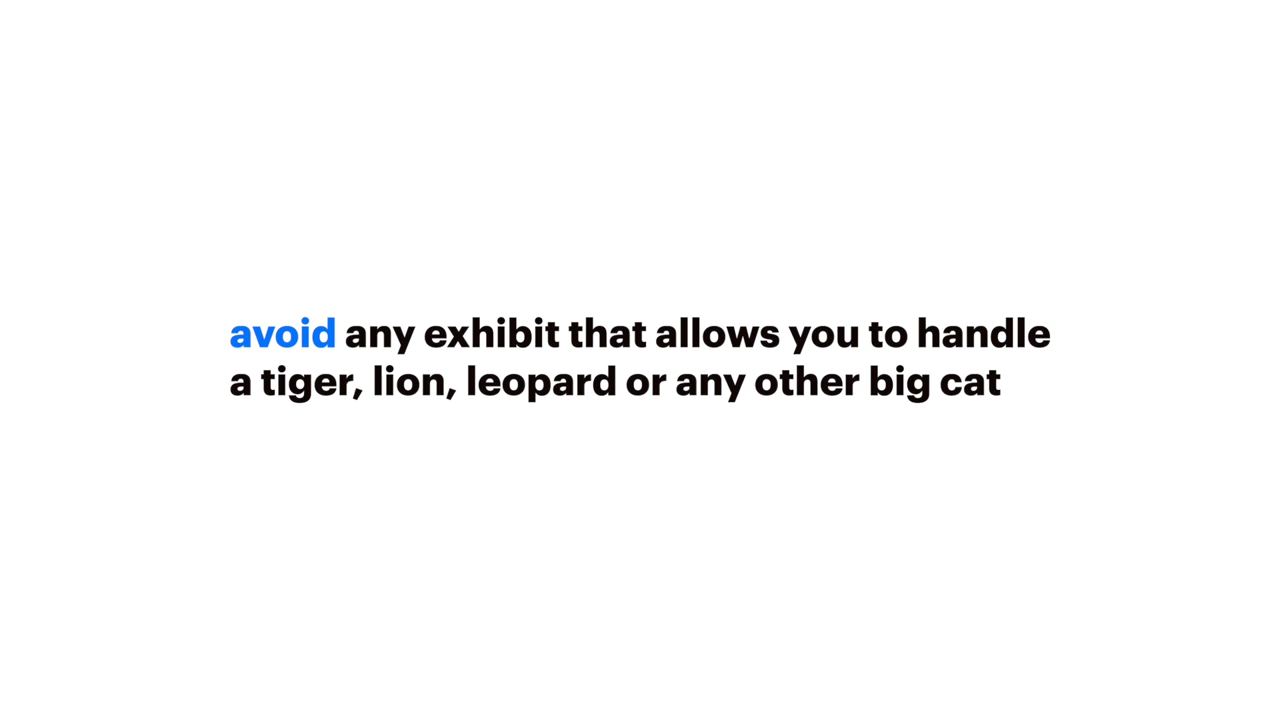 avoid any exhibit that allows you to handle
a tiger, lion, leopard or any other big cat